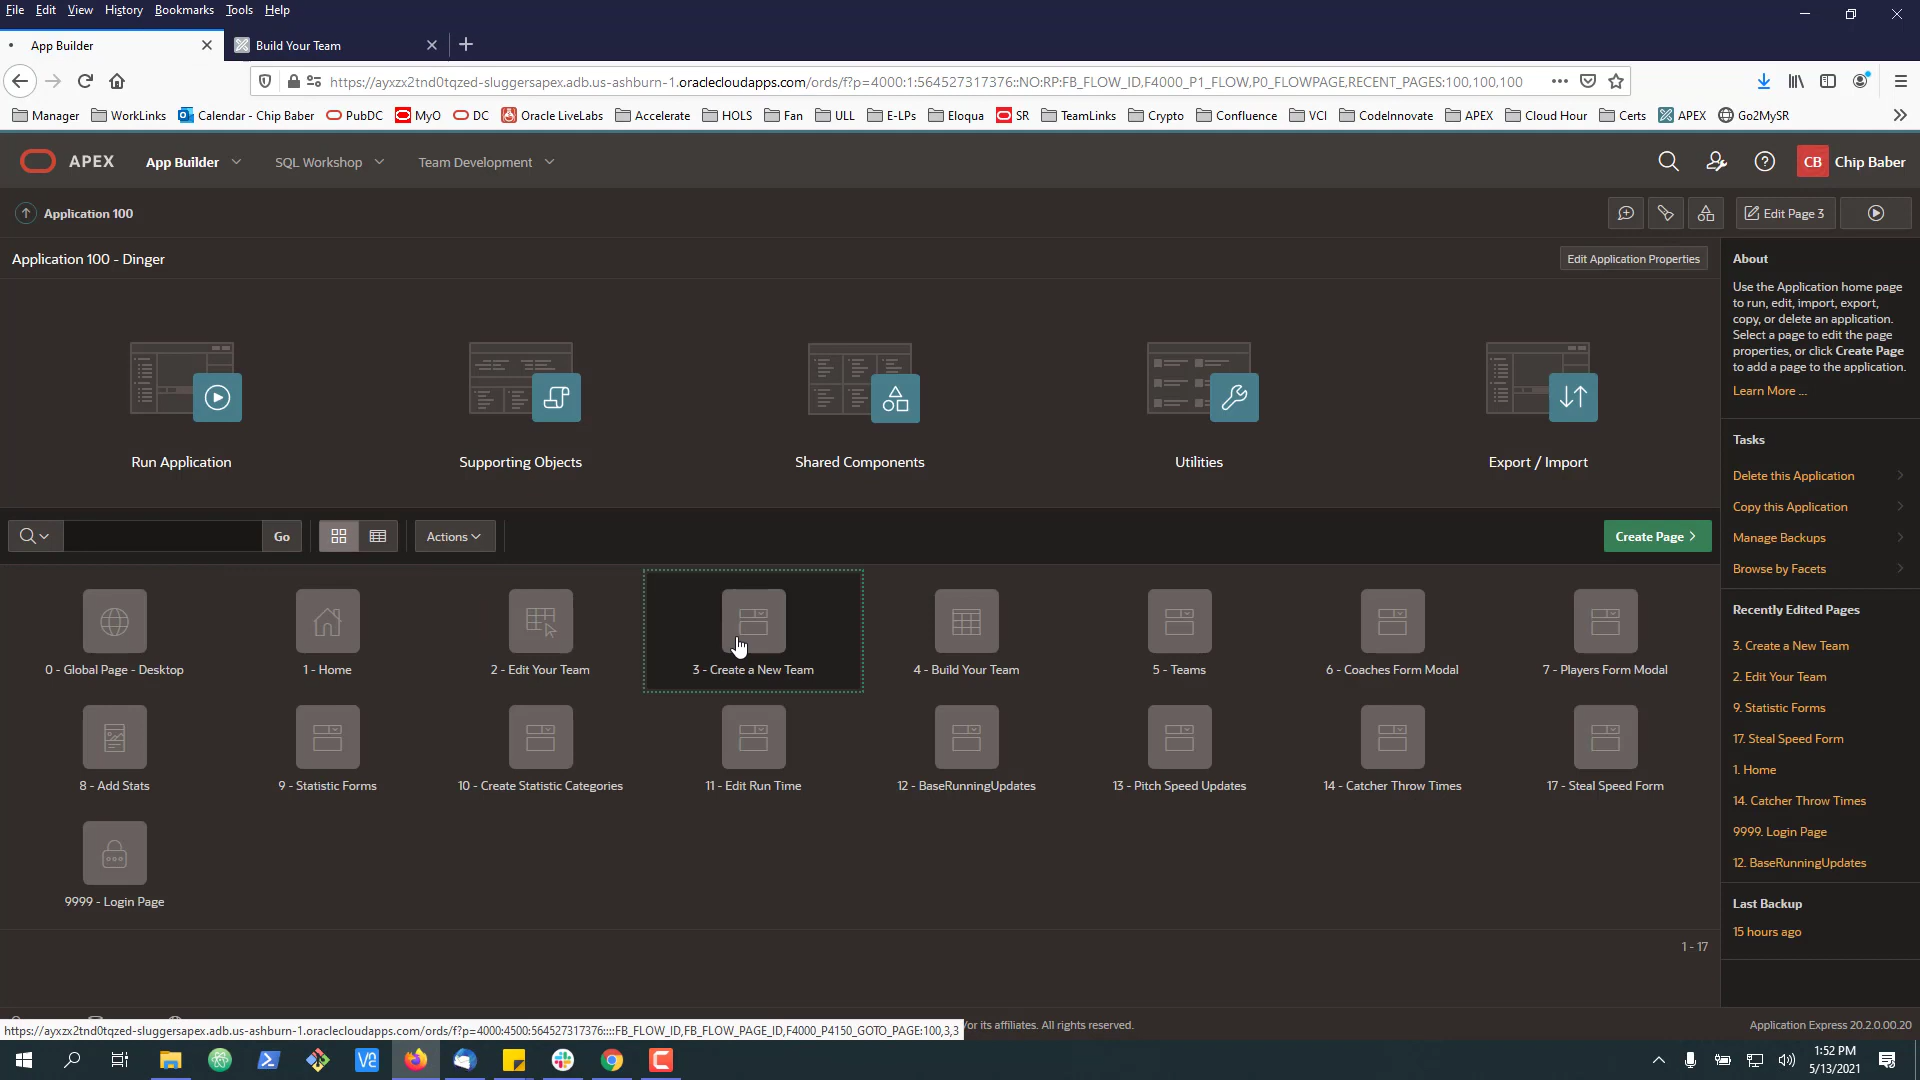 File Edit View History Bookmarks Tools Help
App Builder
Build Your Team
https://ayxzx2tnd0tqzed-sluggersapex.adb.us-ashburn-1.oraclecloudapps.com/ords/f?p=4000:1:564527317376::NO:RP:FB_FLOW_ID,F4000_P1_FLOW,P0_FLOWPAGE,RECENT_PAGES:100,100,100
Manager WorkLinks Calendar - Chip Baber PubDC MyO DC Oracle LiveLabs Accelerate HOLS Fan ULL E-LPs Eloqua SR TeamLinks Crypto Confluence VCI CodeInnovate APEX Cloud Hour Certs APEX Go2MySR
APEX App Builder SQL Workshop Team Development CB Chip Baber
Application 100
Edit Page 3
Application 100 - Dinger
Edit Application Properties
Run Application
Supporting Objects
Shared Components
Utilities
Export / Import
Go
Actions
Create Page
0 - Global Page - Desktop
1 - Home
2 - Edit Your Team
3 - Create a New Team
4 - Build Your Team
5 - Teams
6 - Coaches Form Modal
7 - Players Form Modal
8 - Add Stats
9 - Statistic Forms
10 - Create Statistic Categories
11 - Edit Run Time
12 - BaseRunningUpdates
13 - Pitch Speed Updates
14 - Catcher Throw Times
17 - Steal Speed Form
9999 - Login Page
1 - 17
About
Use the Application home page
to run, edit, import, export,
copy, or delete an application.
Select a page to edit the page
properties, or click Create Page
to add a page to the application.
Learn More ...
Tasks
Delete this Application
Copy this Application
Manage Backups
Browse by Facets
Recently Edited Pages
3. Create a New Team
2. Edit Your Team
9. Statistic Forms
17. Steal Speed Form
1. Home
14. Catcher Throw Times
9999. Login Page
12. BaseRunningUpdates
Last Backup
15 hours ago
https://ayxzx2tnd0tqzed-sluggersapex.adb.us-ashburn-1.oraclecloudapps.com/ords/f?p=4000:4500:564527317376::::FB_FLOW_ID,FB_FLOW_PAGE_ID,F4000_P4150_GOTO_PAGE:100,3,3
/or its affiliates. All rights reserved.
Application Express 20.2.0.00.20
1:52 PM
5/13/2021